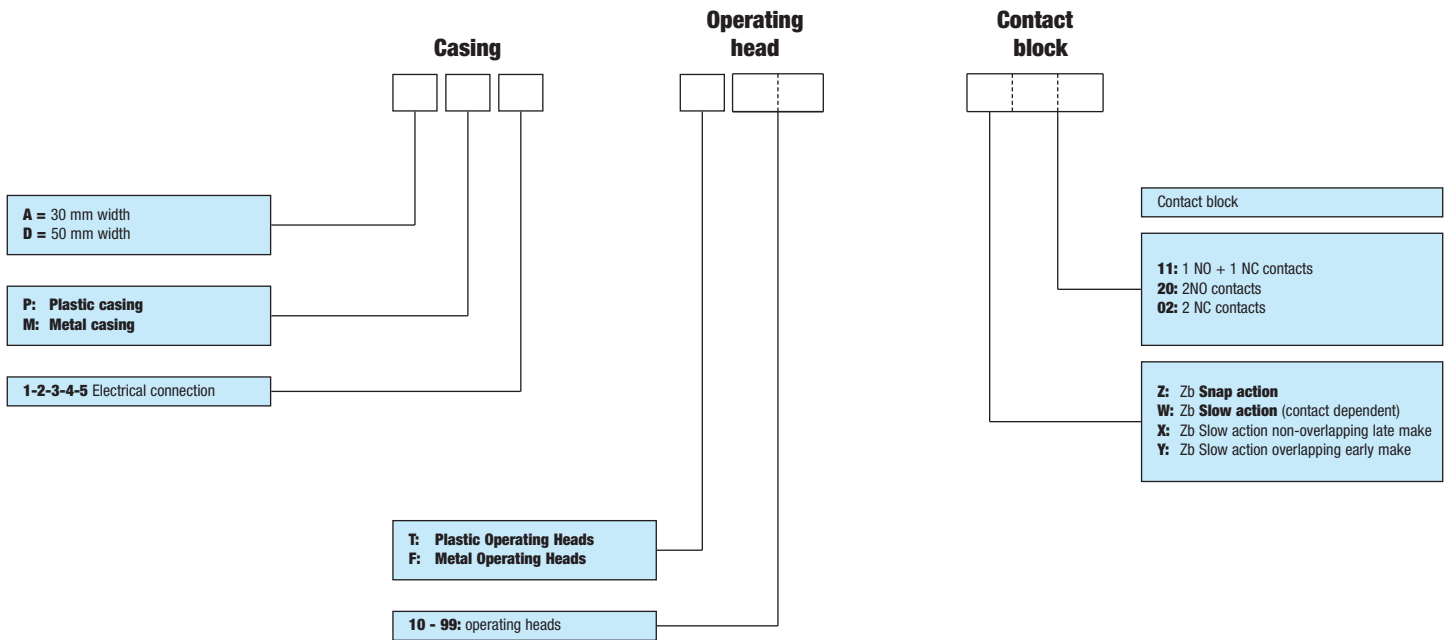 Casing
Operating
head
Contact
block
A = 30 mm width
D = 50 mm width
P: Plastic casing
M: Metal casing
1-2-3-4-5 Electrical connection
T: Plastic Operating Heads
F: Metal Operating Heads
10 - 99: operating heads
Contact block
11: 1 NO + 1 NC contacts
20: 2NO contacts
02: 2 NC contacts
Z: Zb Snap action
W: Zb Slow action (contact dependent)
X: Zb Slow action non-overlapping late make
Y: Zb Slow action overlapping early make